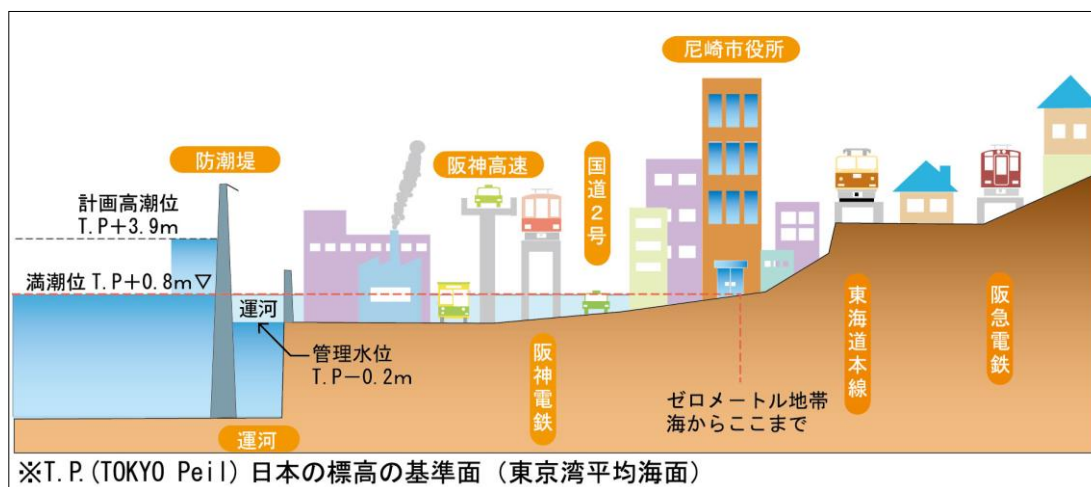 尼崎市役所
防潮堤
阪神高速
国道2号
計画高潮位
T.P+3.9m
満潮位 T.P+0.8m▽
運河
管理水位
T.P−0.2m
阪神電鉄
ゼロメートル地帯
海からここまで
東海道本線
阪急電鉄
運河
※T.P.(TOKYO Peil) 日本の標高の基準面（東京湾平均海面）